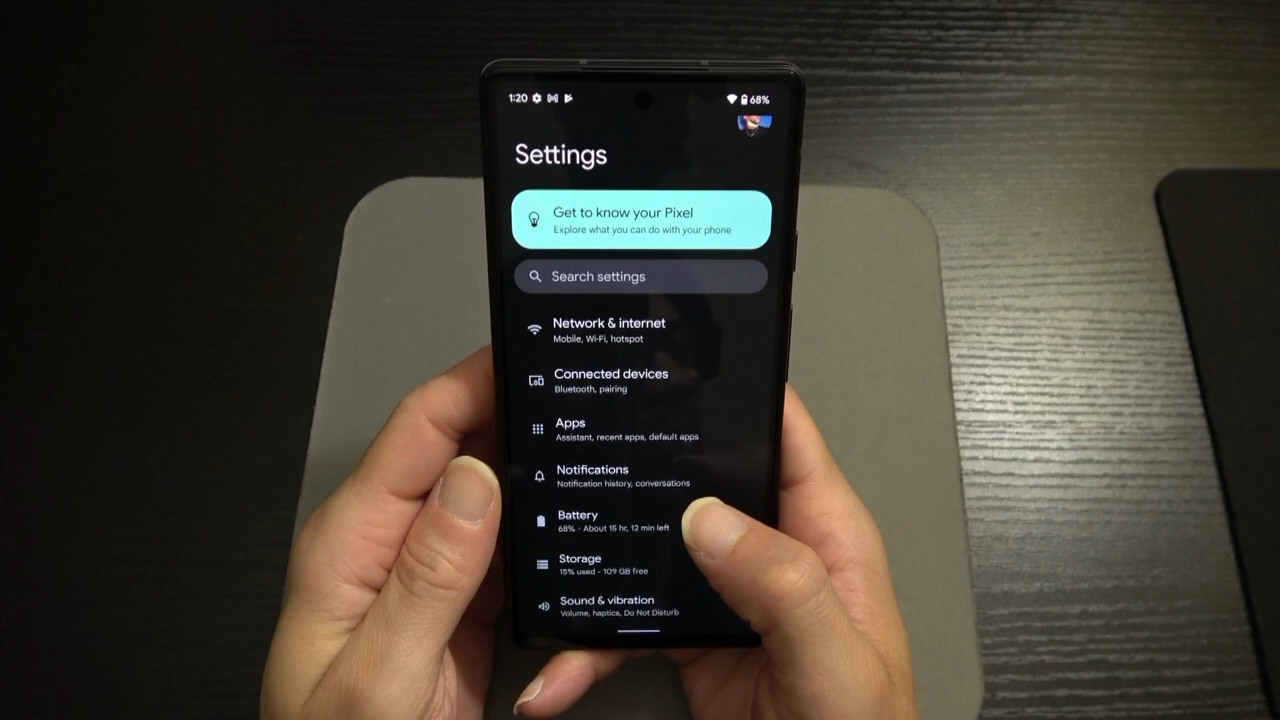 1:20
68%
Settings
Get to know your Pixel
Explore what you can do with your phone
Search settings
Network & internet
Mobile, Wi-Fi, hotspot
Connected devices
Bluetooth, pairing
Apps
Assistant, recent apps, default apps
Notifications
Notification history, conversations
Battery
68% - About 15 hr, 12 min left
Storage
15% used - 109 GB free
Sound & vibration
Volume, haptics, Do Not Disturb